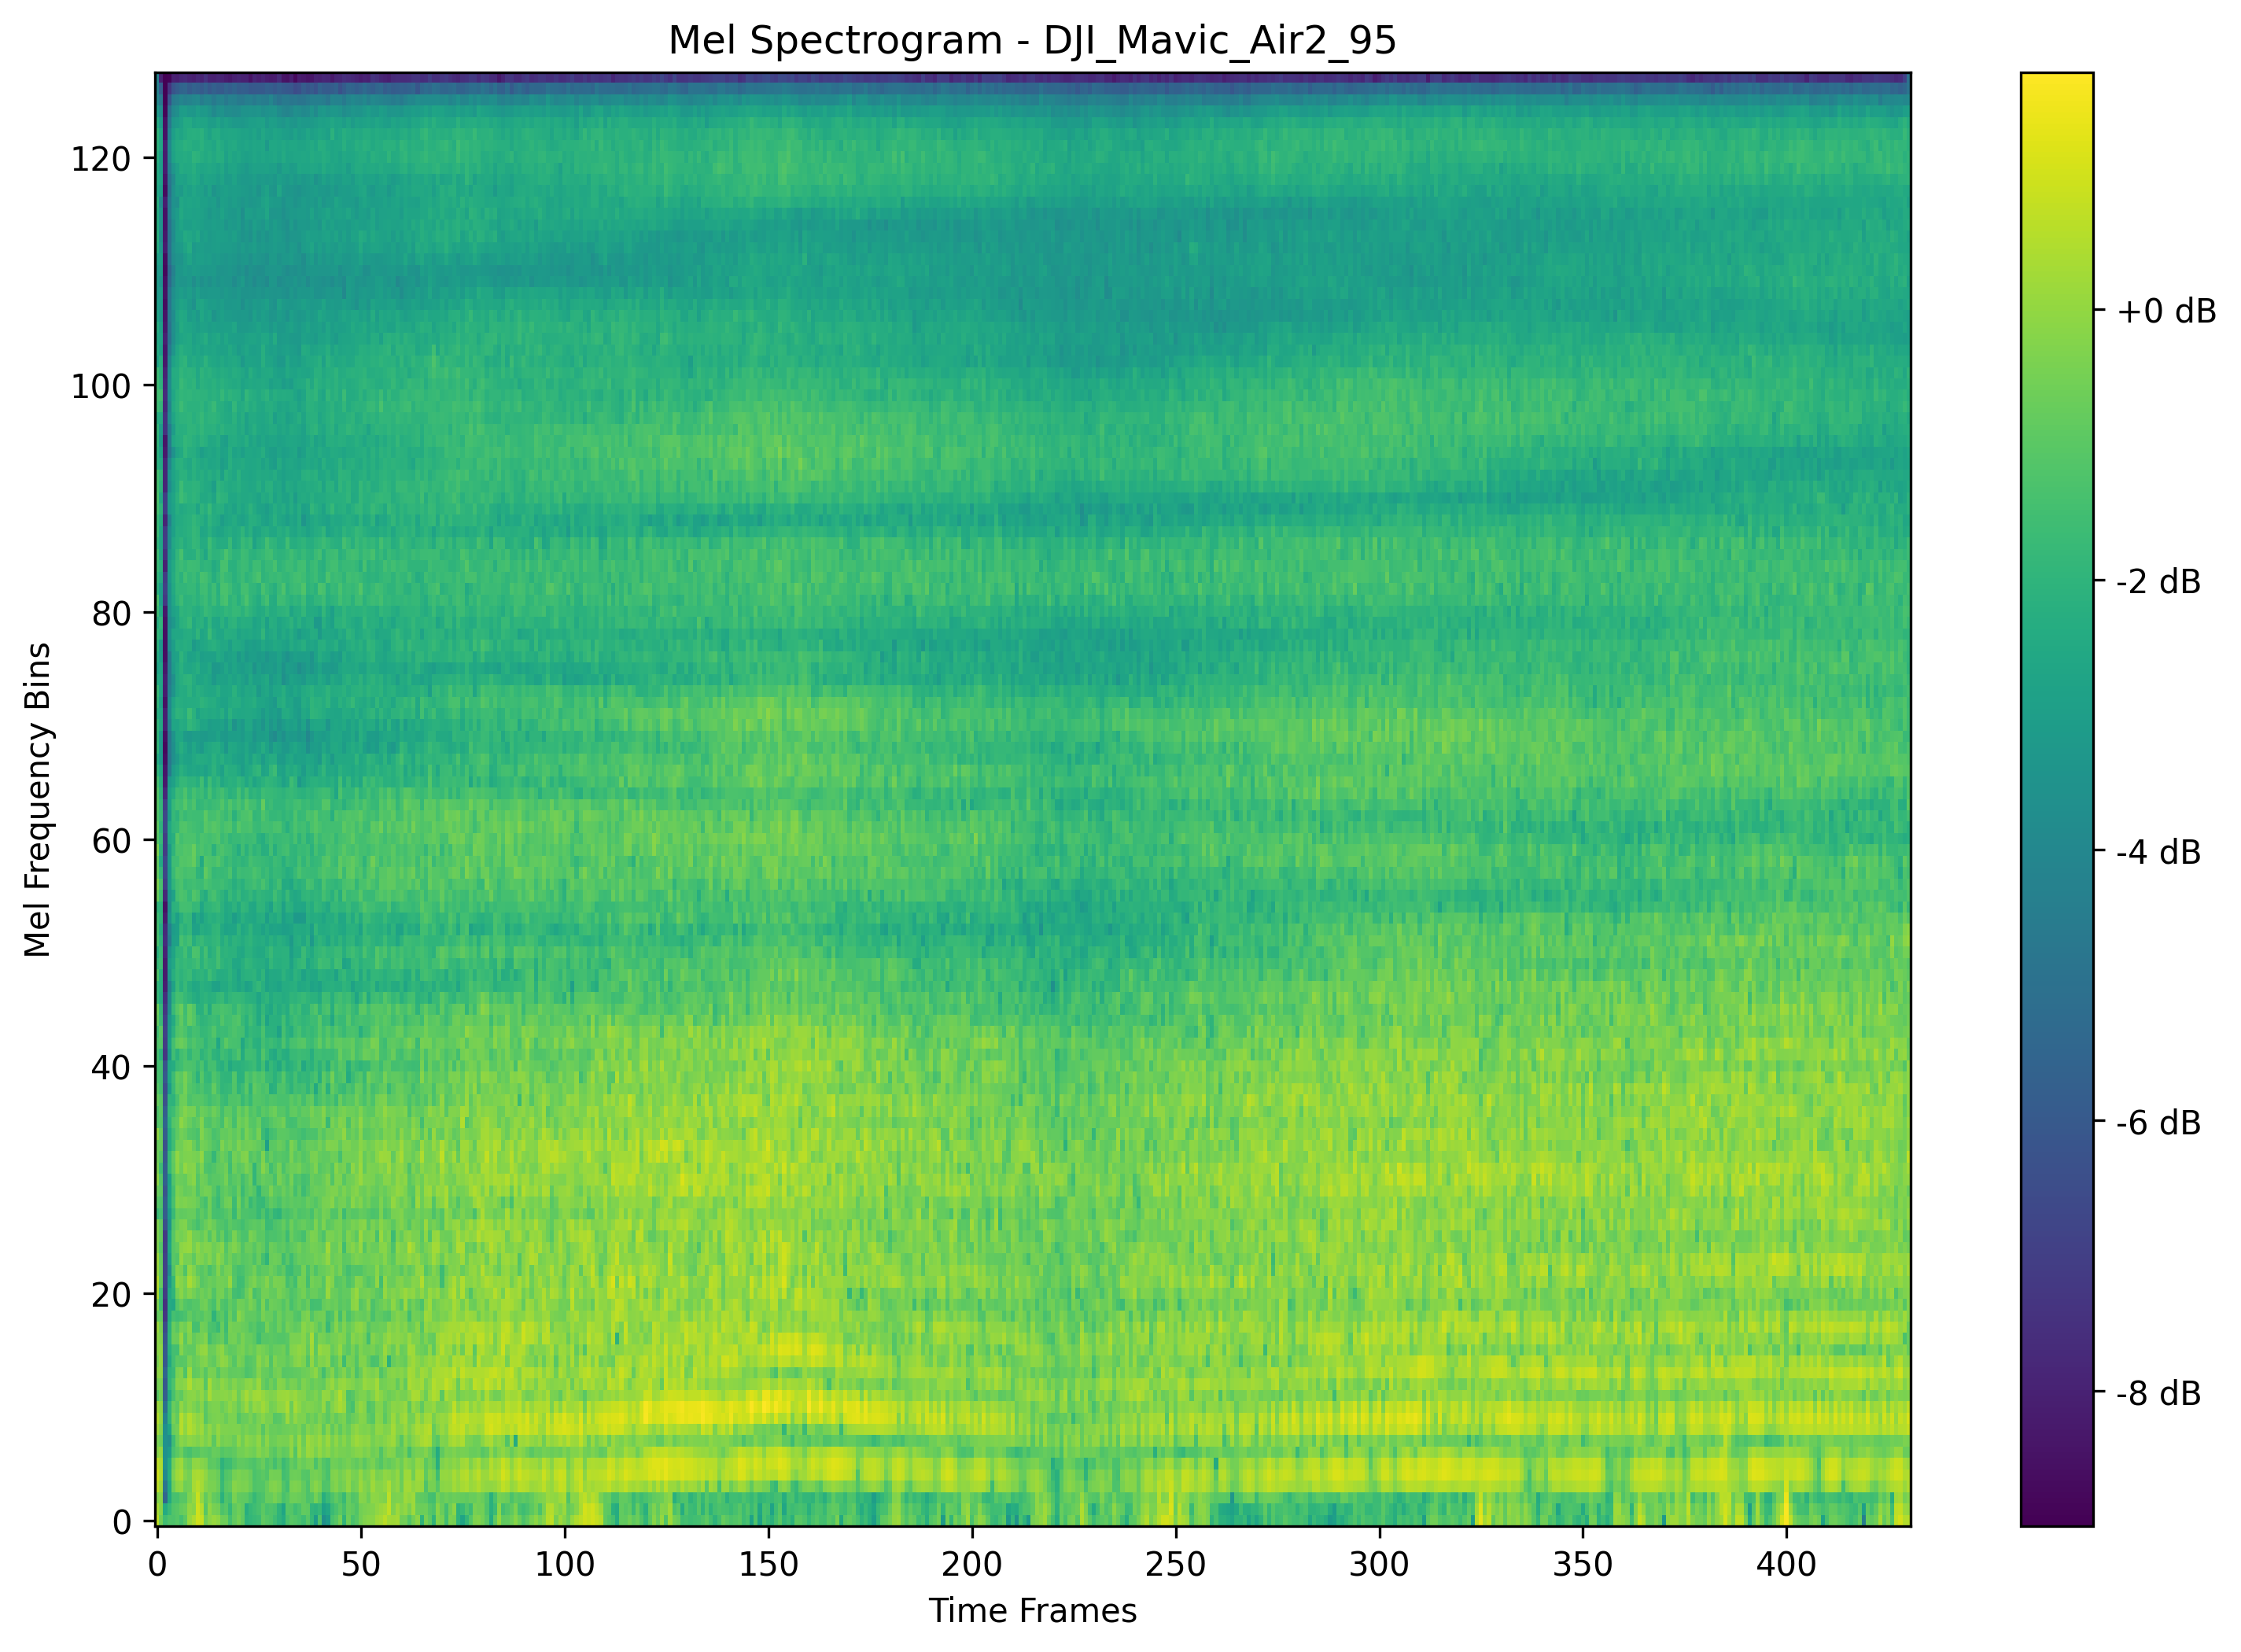 Mel Spectrogram - DJI_Mavic_Air2_95
Mel Frequency Bins
120
100
80
60
40
20
0
0 50 100 150 200 250 300 350 400
Time Frames
+0 dB
-2 dB
-4 dB
-6 dB
-8 dB